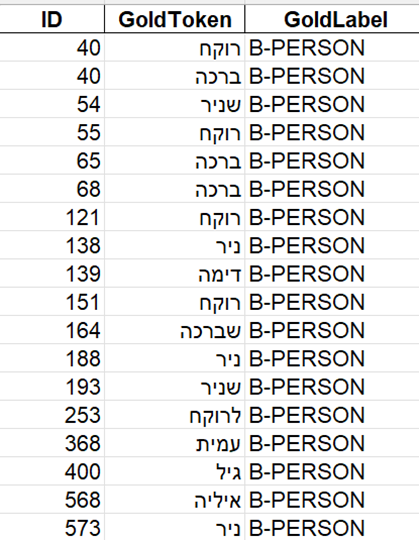 ID GoldToken GoldLabel
40 רוקח B-PERSON
40 ברכה B-PERSON
54 שניר B-PERSON
55 רוקח B-PERSON
65 ברכה B-PERSON
68 ברכה B-PERSON
121 רוקח B-PERSON
138 ניר B-PERSON
139 דימה B-PERSON
151 רוקח B-PERSON
164 שברכה B-PERSON
188 ניר B-PERSON
193 שניר B-PERSON
253 לרוקח B-PERSON
368 עמית B-PERSON
400 גיל B-PERSON
568 איליה B-PERSON
573 ניר B-PERSON